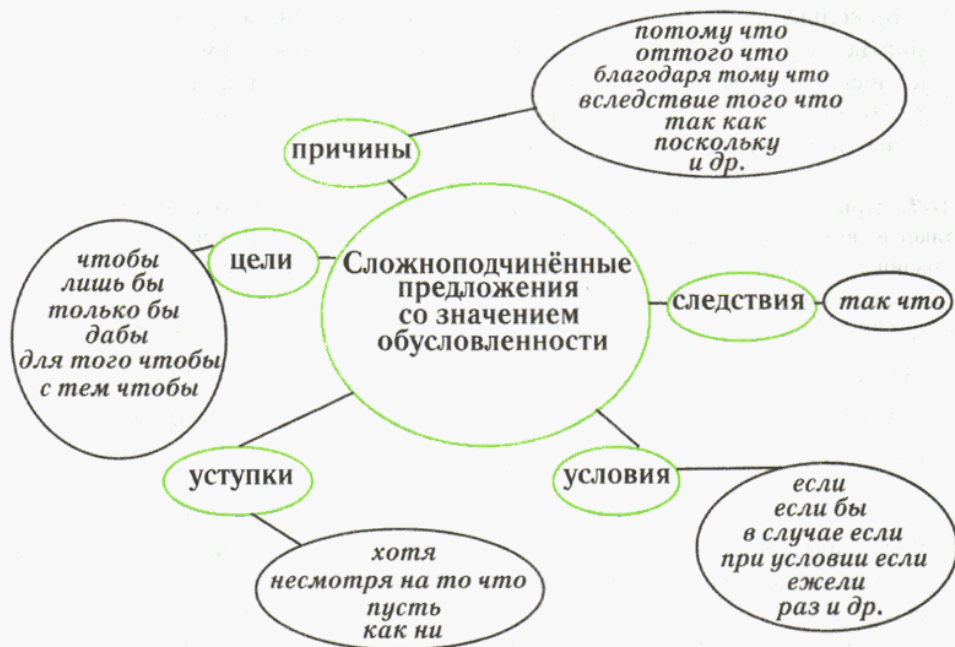 потому что
оттого что
благодаря тому что
вследствие того что
так как
поскольку
и др.
причины
чтобы
лишь бы
только бы
дабы
для того чтобы
с тем чтобы
цели
Сложноподчинённые
предложения
со значением
обусловленности
следствия
так что
уступки
хотя
несмотря на то что
пусть
как ни
условия
если
если бы
в случае если
при условии если
ежели
раз и др.